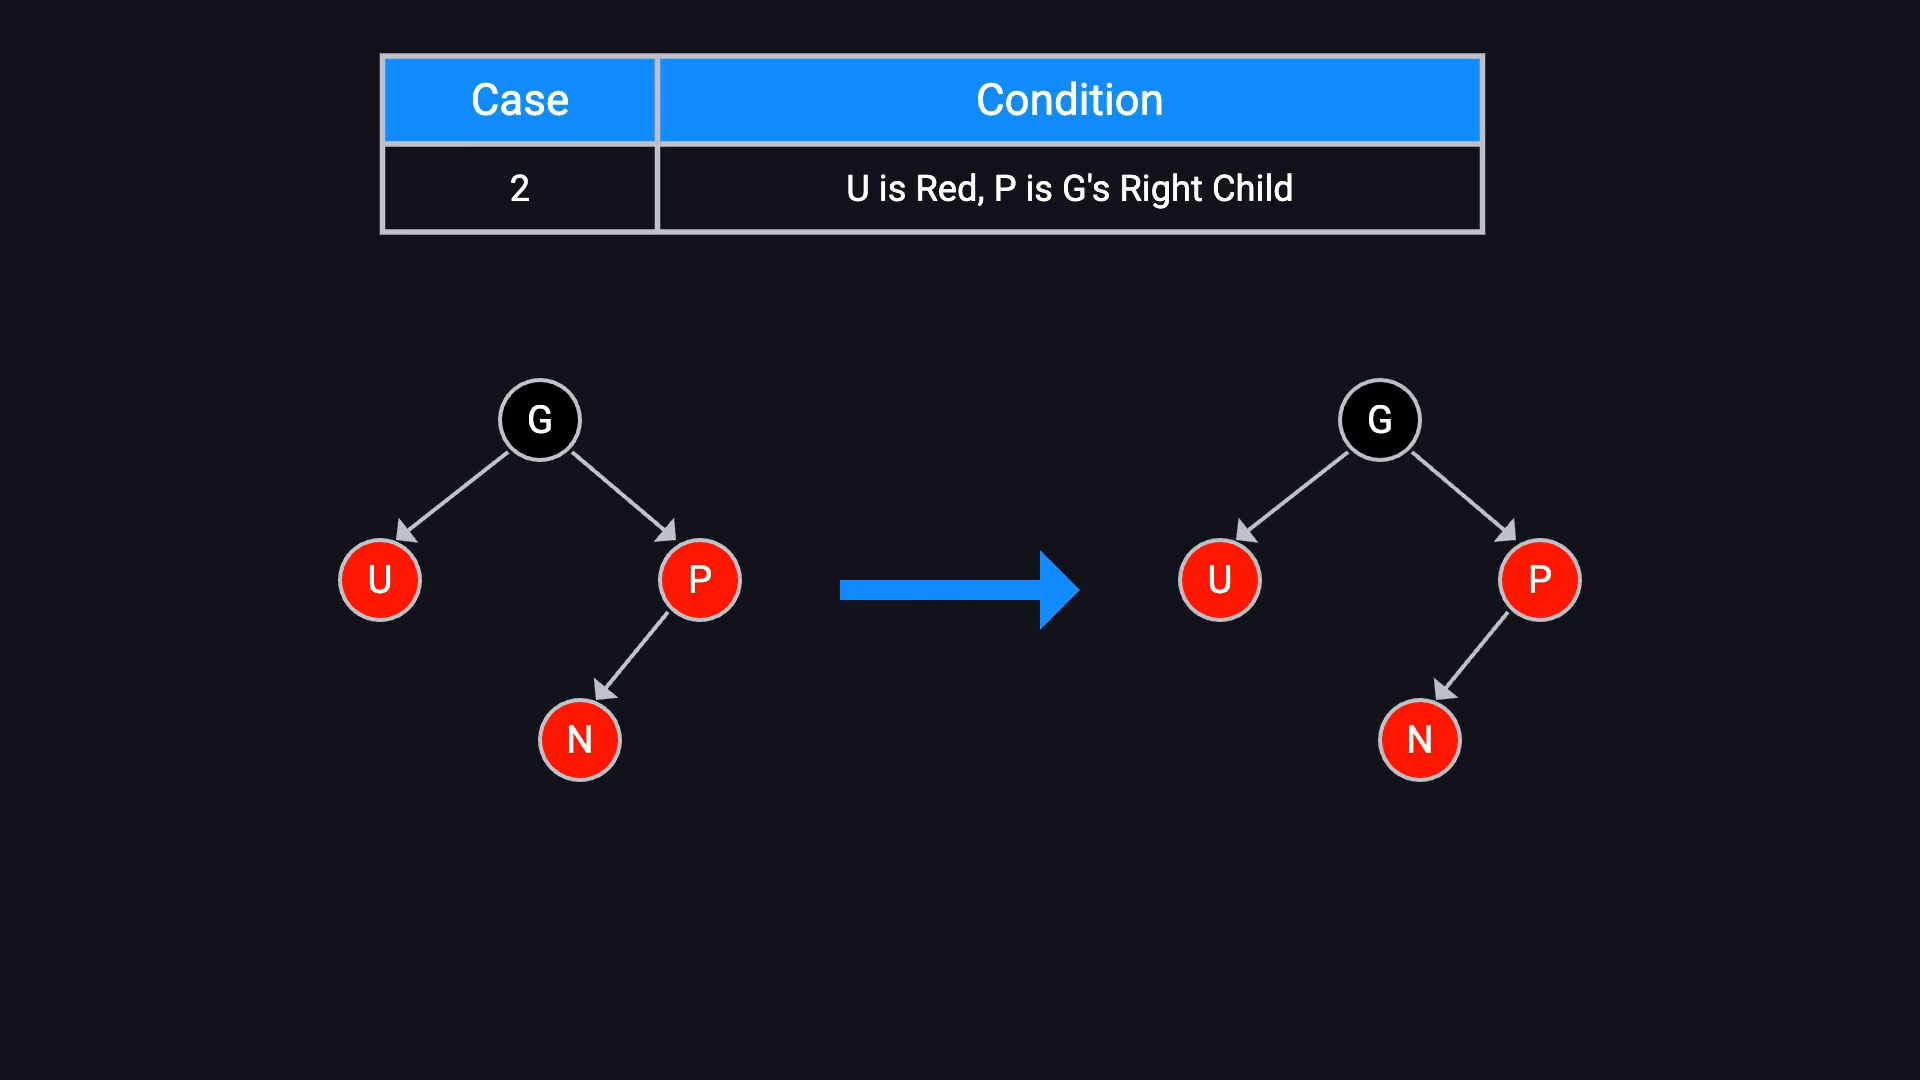 Case Condition
2 U is Red, P is G's Right Child
G G
U P U P
N N